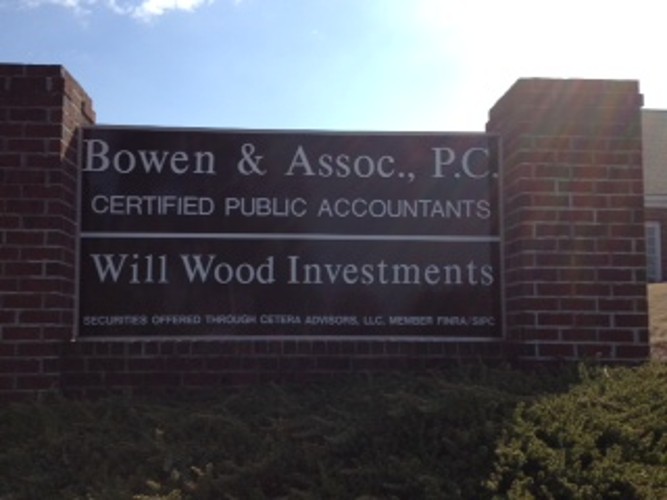 Bowen & Assoc., P.C.
CERTIFIED PUBLIC ACCOUNTANTS
Will Wood Investments
SECURITIES OFFERED THROUGH CETERA ADVISORS, LLC, MEMBER FINRA/SIPC